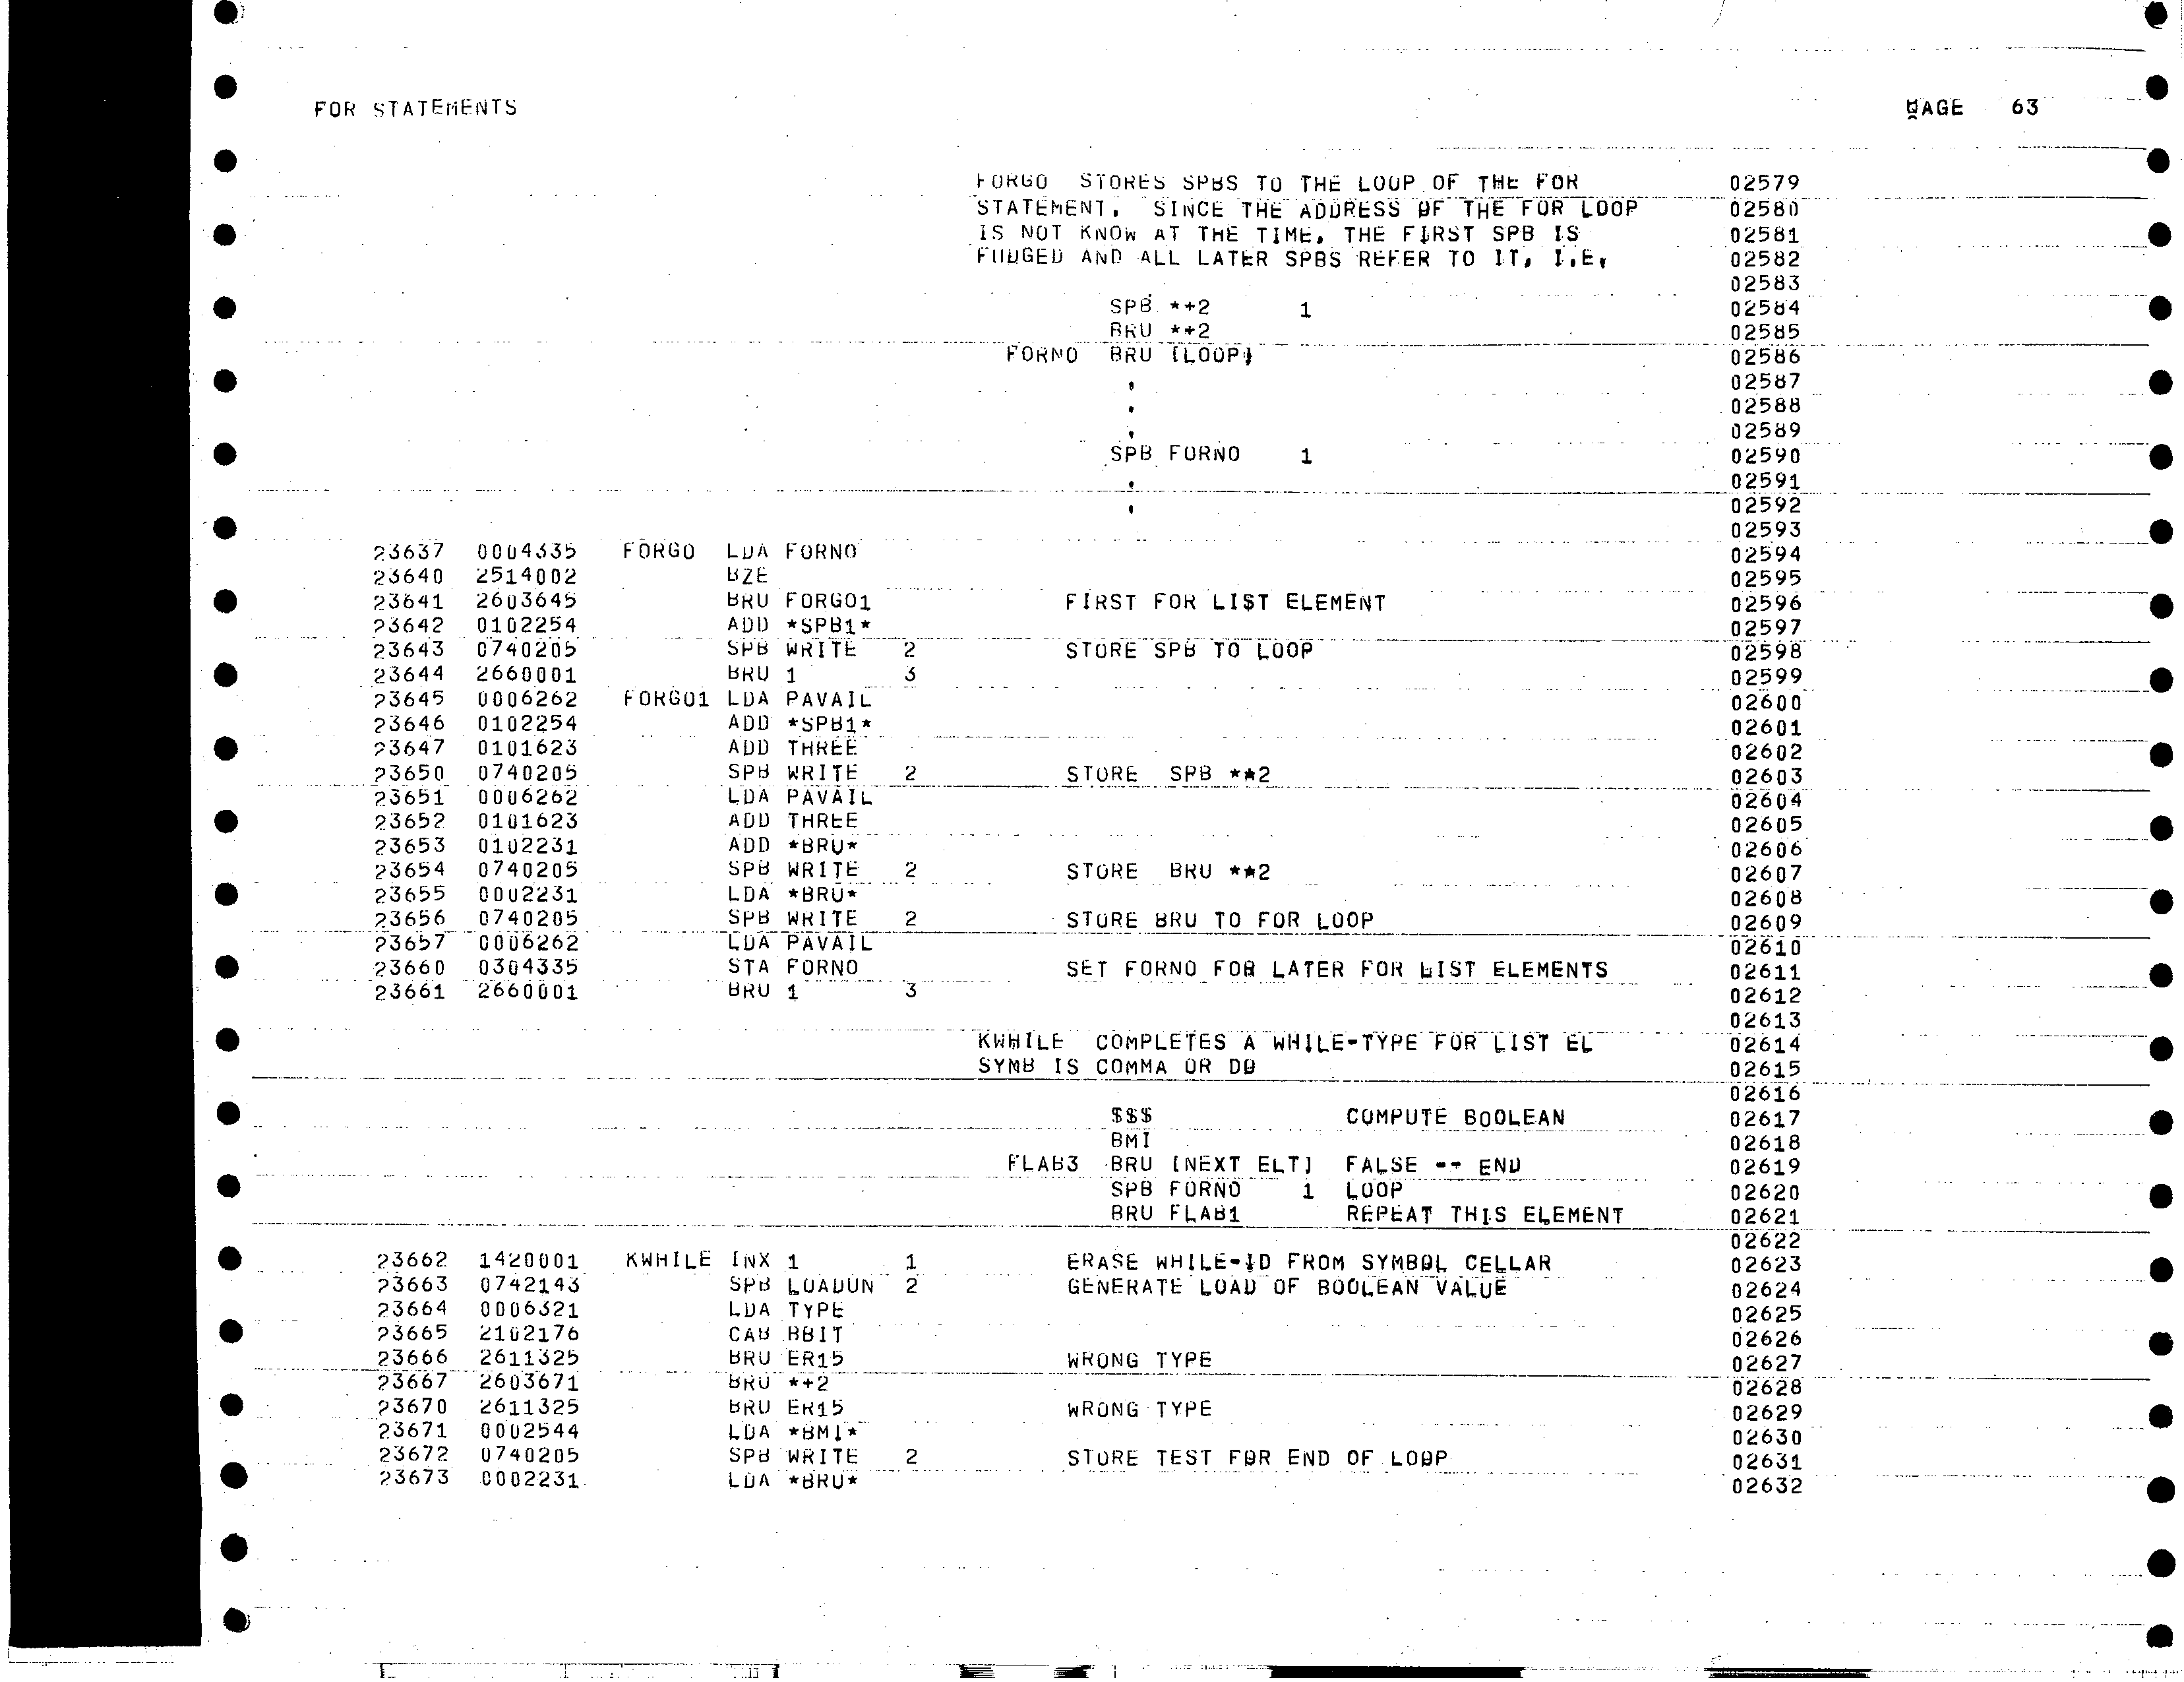 FOR STATEMENTS PAGE 63
FORGO STORES SPBS TO THE LOOP OF THE FOR 02579
STATEMENT. SINCE THE ADDRESS OF THE FOR LOOP 02580
IS NOT KNOW AT THE TIME, THE FIRST SPB IS 02581
FUDGED AND ALL LATER SPBS REFER TO IT, I.E. 02582
02583
SPB *+2 1 02584
BRU *+2 02585
FORNO BRU [LOOP] 02586
. 02587
. 02588
. 02589
SPB FORNO 1 02590
. 02591
. 02592
02593
23637 0004335 FORGO LDA FORNO 02594
23640 2514002 BZE 02595
23641 2603645 BRU FORGO1 FIRST FOR LIST ELEMENT 02596
23642 0102254 ADD *SPB1* 02597
23643 0740205 SPB WRITE 2 STORE SPB TO LOOP 02598
23644 2660001 BRU 1 3 02599
23645 0006262 FORGO1 LDA PAVAIL 02600
23646 0102254 ADD *SPB1* 02601
23647 0101623 ADD THREE 02602
23650 0740205 SPB WRITE 2 STORE SPB **2 02603
23651 0006262 LDA PAVAIL 02604
23652 0101623 ADD THREE 02605
23653 0102231 ADD *BRU* 02606
23654 0740205 SPB WRITE 2 STORE BRU **2 02607
23655 0002231 LDA *BRU* 02608
23656 0740205 SPB WRITE 2 STORE BRU TO FOR LOOP 02609
23657 0006262 LDA PAVAIL 02610
23660 0304335 STA FORNO SET FORNO FOR LATER FOR LIST ELEMENTS 02611
23661 2660001 BRU 1 3 02612
02613
KWHILE COMPLETES A WHILE-TYPE FOR LIST EL 02614
SYMB IS COMMA OR DO 02615
02616
$$$ COMPUTE BOOLEAN 02617
BMI 02618
FLAB3 BRU [NEXT ELT] FALSE -- END 02619
SPB FORNO 1 LOOP 02620
BRU FLAB1 REPEAT THIS ELEMENT 02621
02622
23662 1420001 KWHILE INX 1 1 ERASE WHILE-ID FROM SYMBOL CELLAR 02623
23663 0742143 SPB LOADUN 2 GENERATE LOAD OF BOOLEAN VALUE 02624
23664 0006321 LDA TYPE 02625
23665 2102176 CAB BBIT 02626
23666 2611325 BRU ER15 WRONG TYPE 02627
23667 2603671 BRU *+2 02628
23670 2611325 BRU ER15 WRONG TYPE 02629
23671 0002544 LDA *BMI* 02630
23672 0740205 SPB WRITE 2 STORE TEST FOR END OF LOOP 02631
23673 0002231 LDA *BRU* 02632